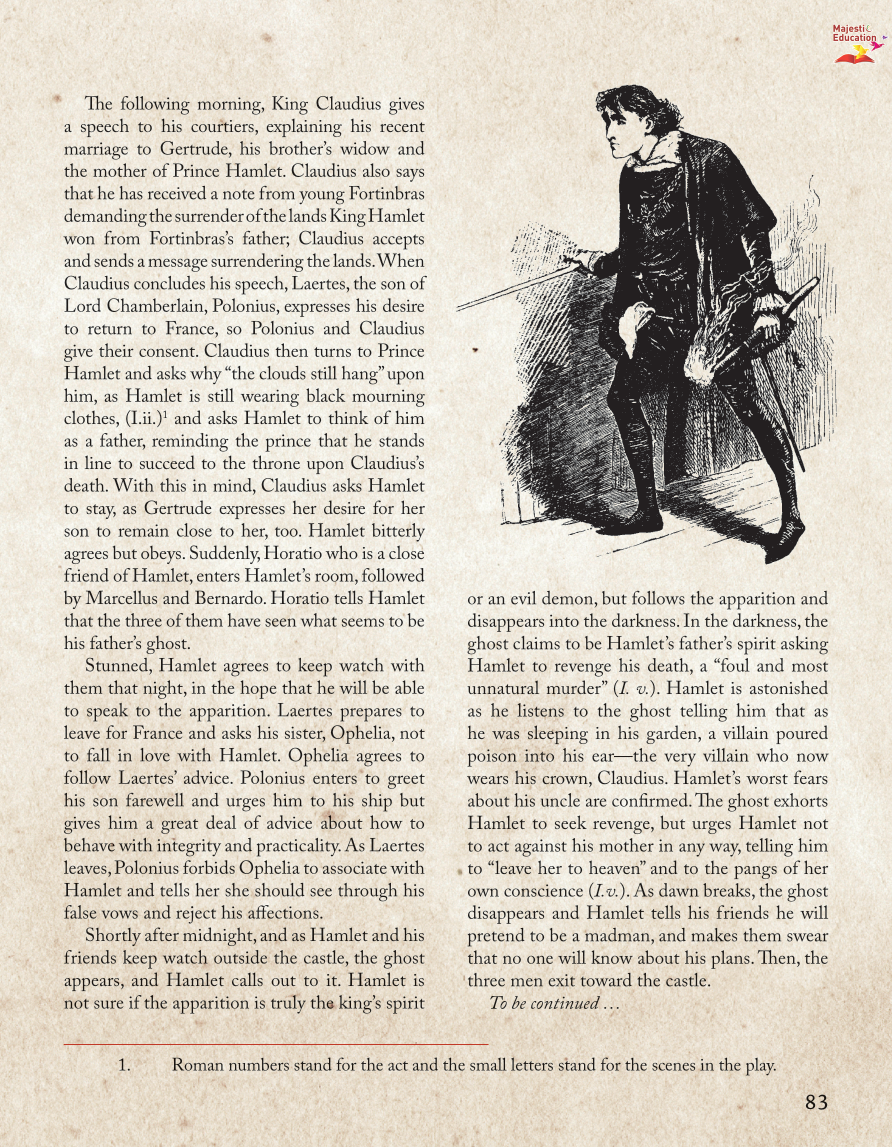 Majestic
Education
The following morning, King Claudius gives
a speech to his courtiers, explaining his recent
marriage to Gertrude, his brother's widow and
the mother of Prince Hamlet. Claudius also says
that he has received a note from young Fortinbras
demanding the surrender of the lands King Hamlet
won from Fortinbras's father; Claudius accepts
and sends a message surrendering the lands. When
Claudius concludes his speech, Laertes, the son of
Lord Chamberlain, Polonius, expresses his desire
to return to France, so Polonius and Claudius
give their consent. Claudius then turns to Prince
Hamlet and asks why “the clouds still hang” upon
him, as Hamlet is still wearing black mourning
clothes, (I.ii.)¹ and asks Hamlet to think of him
as a father, reminding the prince that he stands
in line to succeed to the throne upon Claudius's
death. With this in mind, Claudius asks Hamlet
to stay, as Gertrude expresses her desire for her
son to remain close to her, too. Hamlet bitterly
agrees but obeys. Suddenly, Horatio who is a close
friend of Hamlet, enters Hamlet's room, followed
by Marcellus and Bernardo. Horatio tells Hamlet
that the three of them have seen what seems to be
his father's ghost.
Stunned, Hamlet agrees to keep watch with
them that night, in the hope that he will be able
to speak to the apparition. Laertes prepares to
leave for France and asks his sister, Ophelia, not
to fall in love with Hamlet. Ophelia agrees to
follow Laertes' advice. Polonius enters to greet
his son farewell and urges him to his ship but
gives him a great deal of advice about how to
behave with integrity and practicality. As Laertes
leaves, Polonius forbids Ophelia to associate with
Hamlet and tells her she should see through his
false vows and reject his affections.
Shortly after midnight, and as Hamlet and his
friends keep watch outside the castle, the ghost
appears, and Hamlet calls out to it. Hamlet is
not sure if the apparition is truly the king's spirit
or an evil demon, but follows the apparition and
disappears into the darkness. In the darkness, the
ghost claims to be Hamlet's father's spirit asking
Hamlet to revenge his death, a “foul and most
unnatural murder” (I. v.). Hamlet is astonished
as he listens to the ghost telling him that as
he was sleeping in his garden, a villain poured
poison into his ear—the very villain who now
wears his crown, Claudius. Hamlet's worst fears
about his uncle are confirmed. The ghost exhorts
Hamlet to seek revenge, but urges Hamlet not
to act against his mother in any way, telling him
to “leave her to heaven” and to the pangs of her
own conscience (I.v.). As dawn breaks, the ghost
disappears and Hamlet tells his friends he will
pretend to be a madman, and makes them swear
that no one will know about his plans. Then, the
three men exit toward the castle.
To be continued …
1. Roman numbers stand for the act and the small letters stand for the scenes in the play.
83